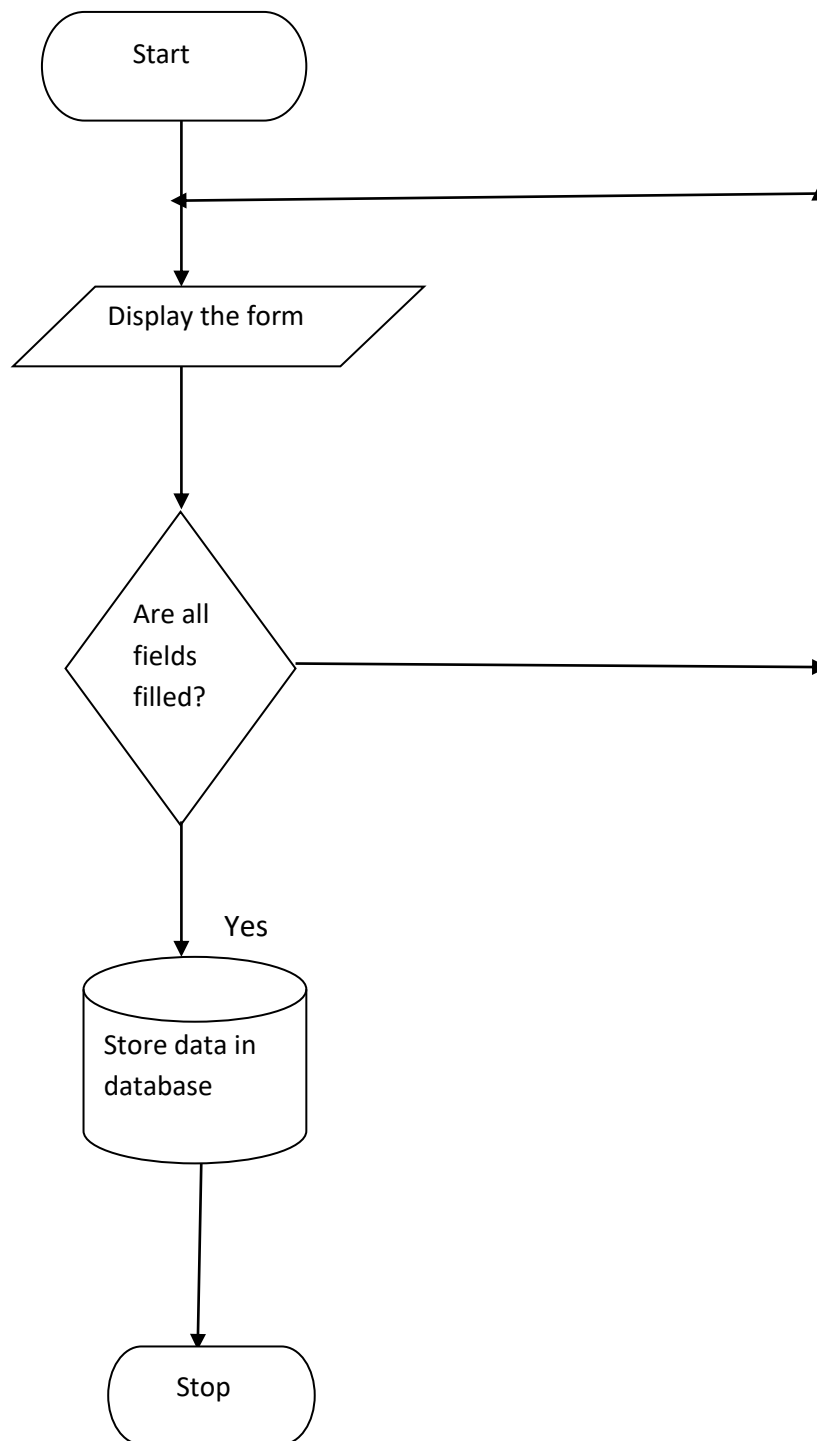 Start
Display the form
Are all
fields
filled?
Yes
Store data in
database
Stop